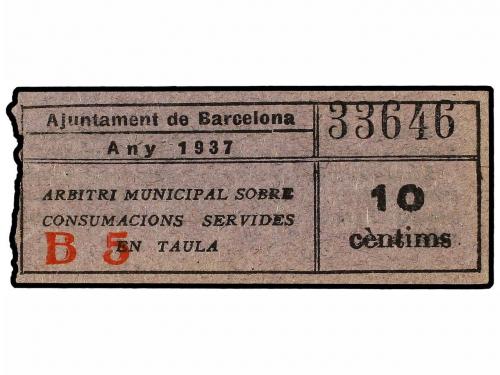 Ajuntament de Barcelona
Any 1937
33646
ARBITRI MUNICIPAL SOBRE
CONSUMACIONS SERVIDES
EN TAULA
B 5
10
cèntims